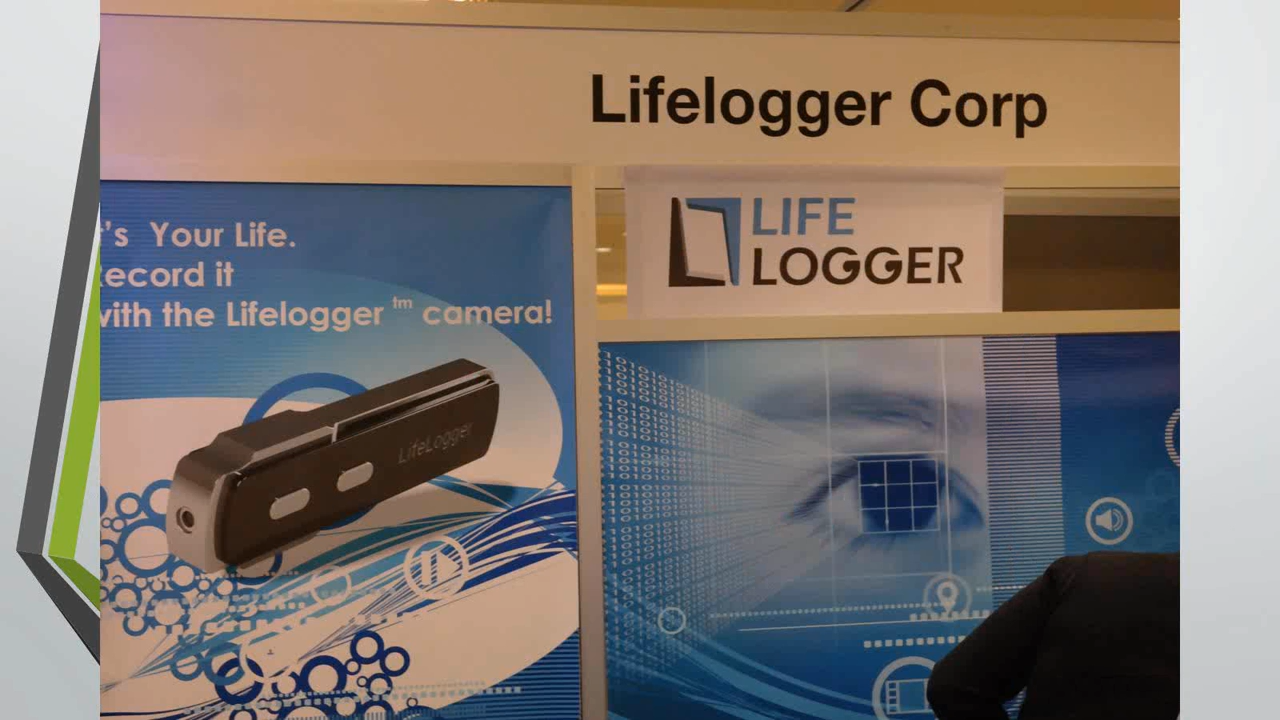 Lifelogger Corp
LIFE
LOGGER
's Your Life.
ecord it
with the Lifelogger ™ camera!
LifeLogger